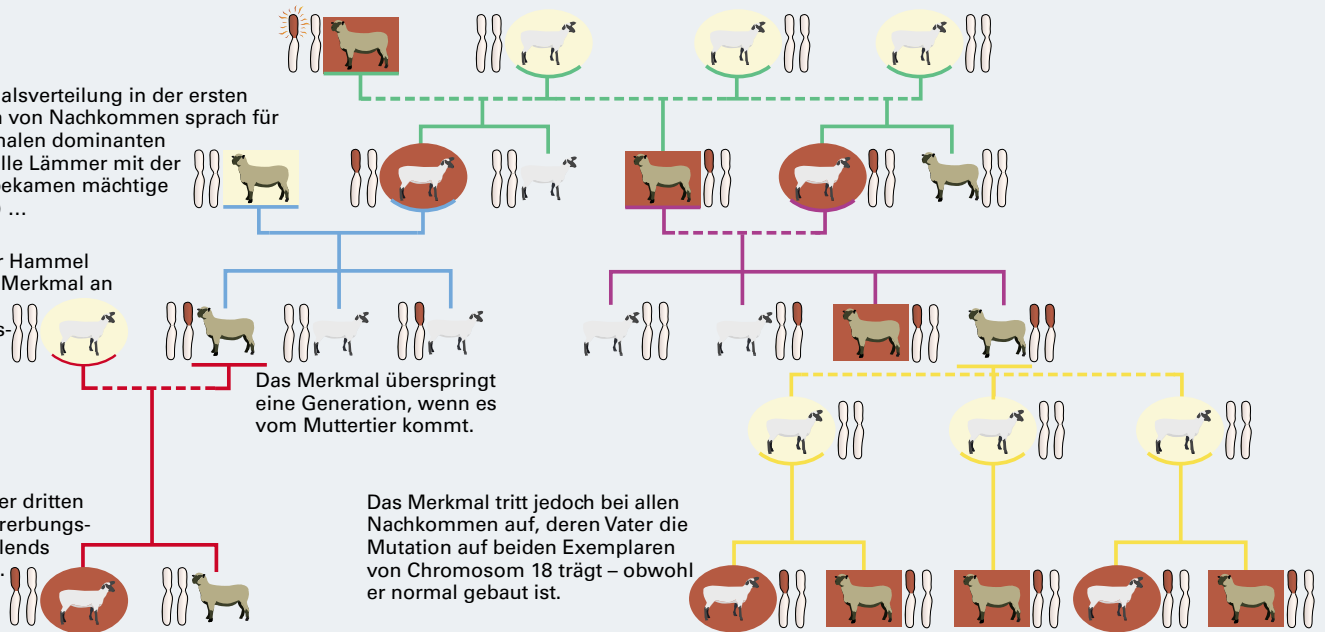 alsverteilung in der ersten
von Nachkommen sprach für
nalen dominanten
lle Lämmer mit der
bekamen mächtige
...
r Hammel
Merkmal an
s-
Das Merkmal überspringt
eine Generation, wenn es
vom Muttertier kommt.
er dritten
rerbungs-
lends
.
Das Merkmal tritt jedoch bei allen
Nachkommen auf, deren Vater die
Mutation auf beiden Exemplaren
von Chromosom 18 trägt – obwohl
er normal gebaut ist.